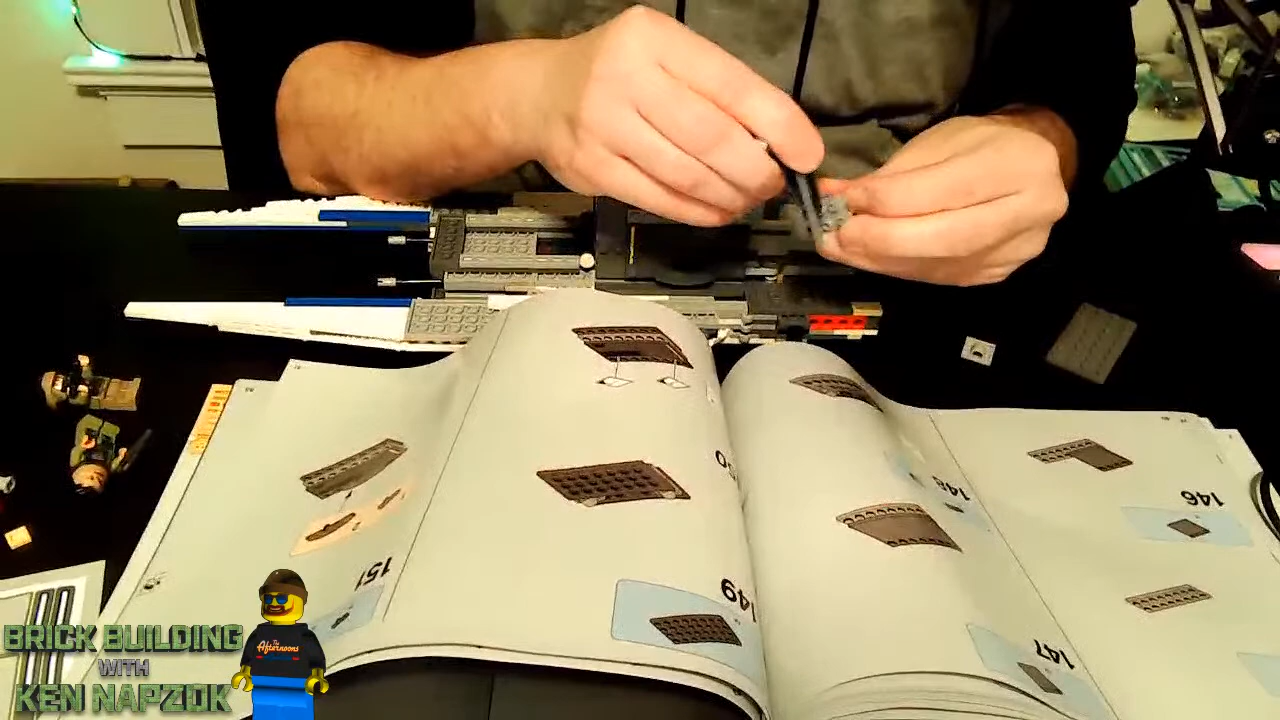 146
148
147
149
151
BRICK BUILDING
WITH
KEN NAPZOK
The
Afternoons